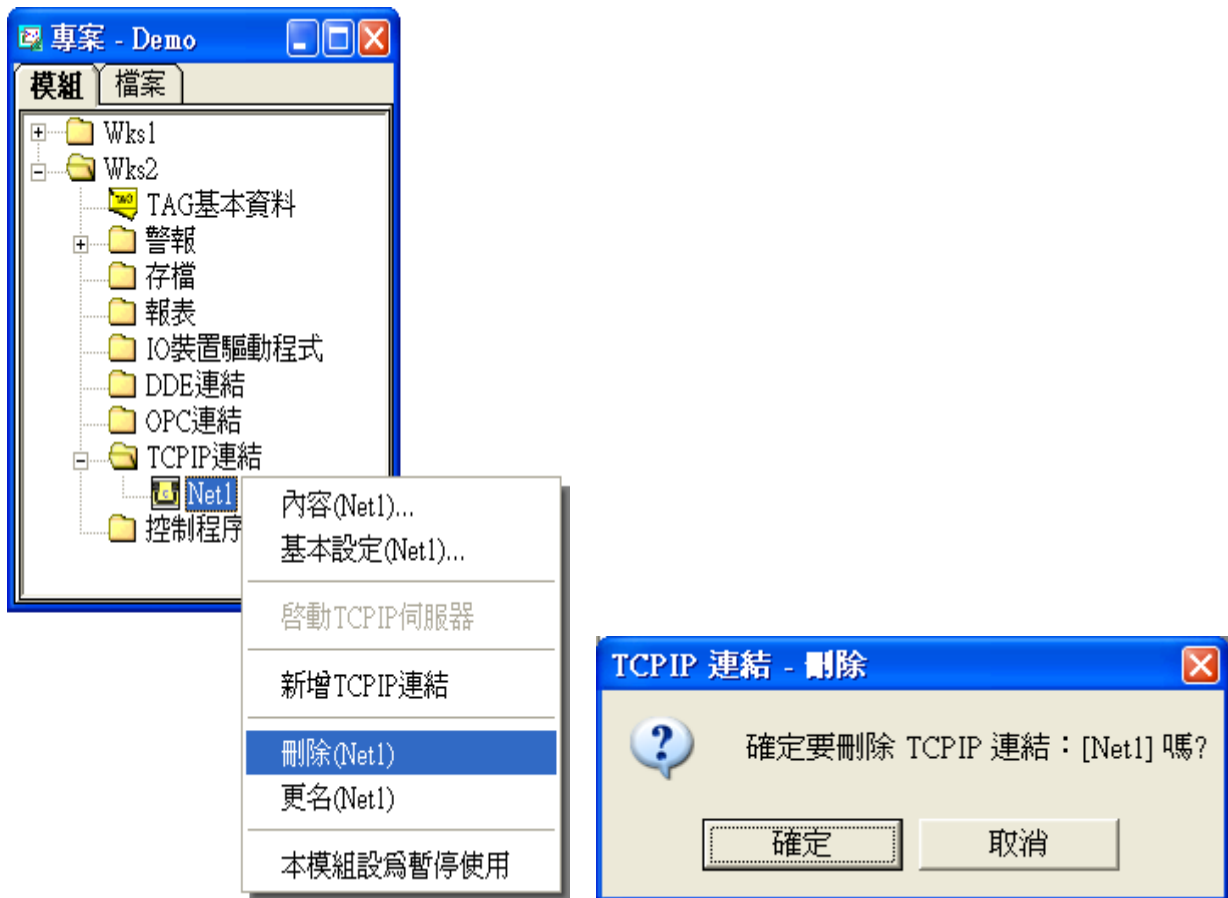 專案 - Demo
模組 檔案
Wks1
Wks2
TAG基本資料
警報
存檔
報表
IO裝置驅動程式
DDE連結
OPC連結
TCPIP連結
Net1
控制程序
內容(Net1)...
基本設定(Net1)...
啓動TCPIP伺服器
新增TCPIP連結
刪除(Net1)
更名(Net1)
本模組設爲暫停使用
TCPIP 連結 - 刪除
確定要刪除 TCPIP 連結：[Net1] 嗎?
確定 取消